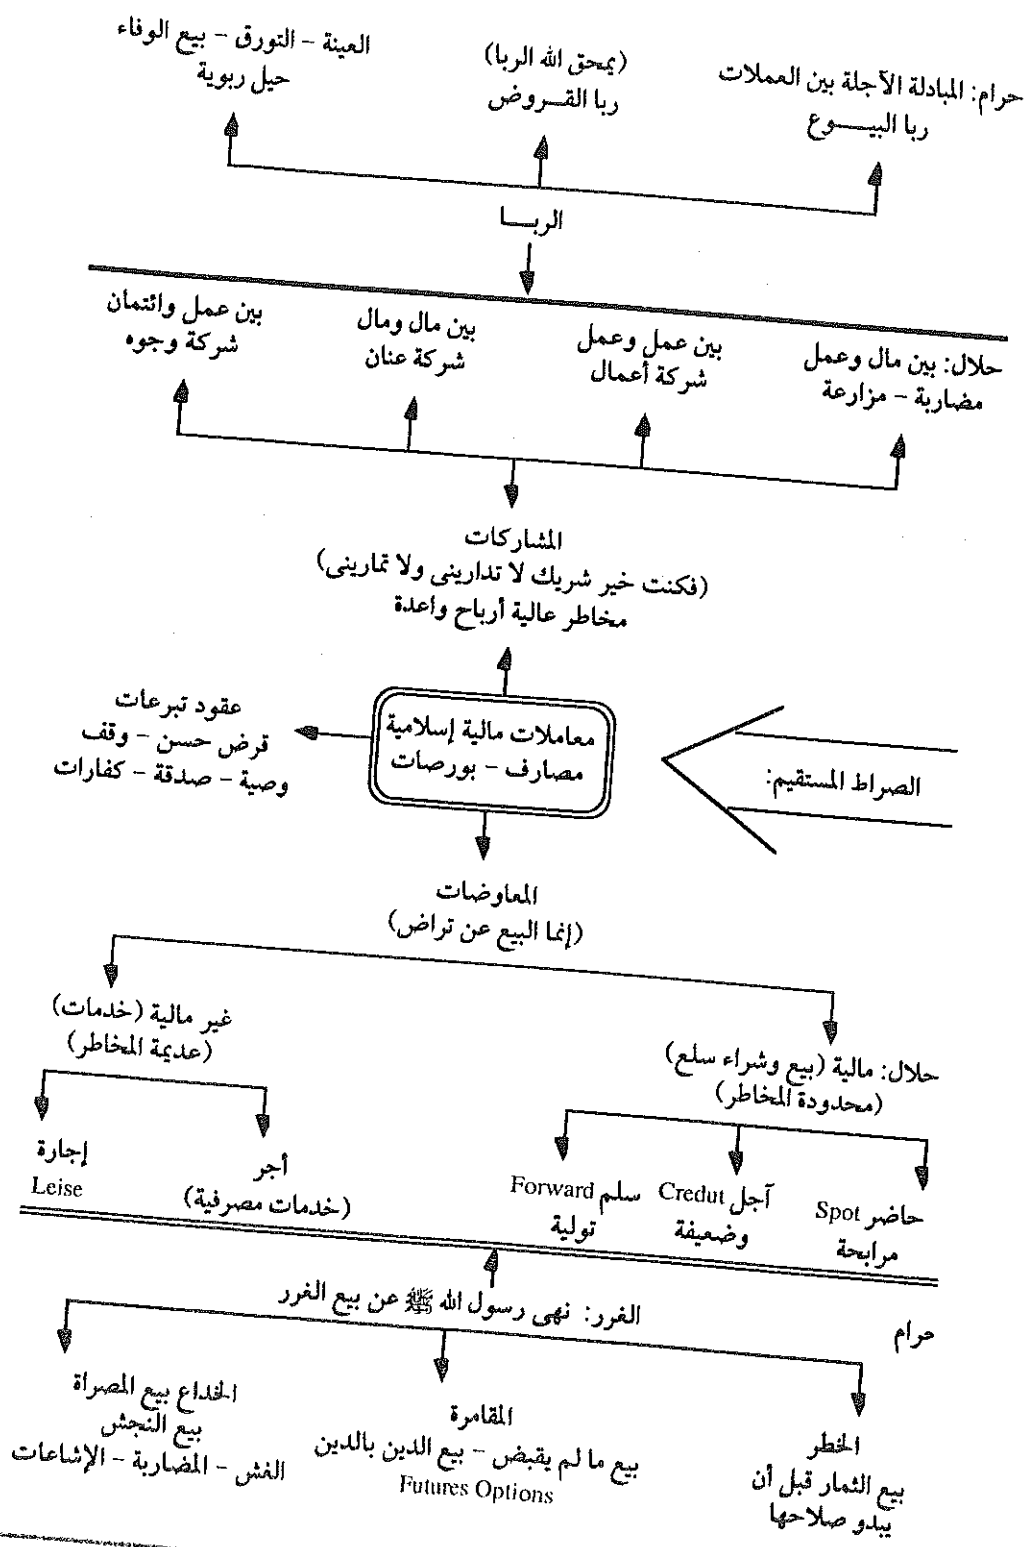 حرام: المبادلة الآجلة بين العملات
ربا البيـــوع
(يمحق الله الربا)
ربا القـــروض
العينة - التورق - بيع الوفاء
حيل ربوية
الربـــا
حلال: بين مال وعمل
مضاربة - مزارعة
بين عمل وعمل
شركة أعمال
بين مال ومال
شركة عنان
بين عمل وائتمان
شركة وجوه
المشاركات
(فكنت خير شريك لا تدارينى ولا تمارينى)
مخاطر عالية أرباح واعدة
الصراط المستقيم:
معاملات مالية إسلامية
مصارف - بورصات
عقود تبرعات
قرض حسن - وقف
وصية - صدقة - كفارات
المعاوضات
(إنما البيع عن تراض)
حلال: مالية (بيع وشراء سلع)
(محدودة المخاطر)
غير مالية (خدمات)
(عديمة المخاطر)
حاضر Spot
مرابحة
آجل Credut
وضعيفة
سلم Forward
تولية
أجر
(خدمات مصرفية)
إجارة
Leise
حرام
الغرر: نهى رسول الله ﷺ عن بيع الغرر
الخطر
بيع الثمار قبل أن
يبدو صلاحها
المقامرة
بيع ما لم يقبض - بيع الدين بالدين
Futures Options
الخداع بيع المصراة
بيع النجش
الغش - المضاربة - الإشاعات